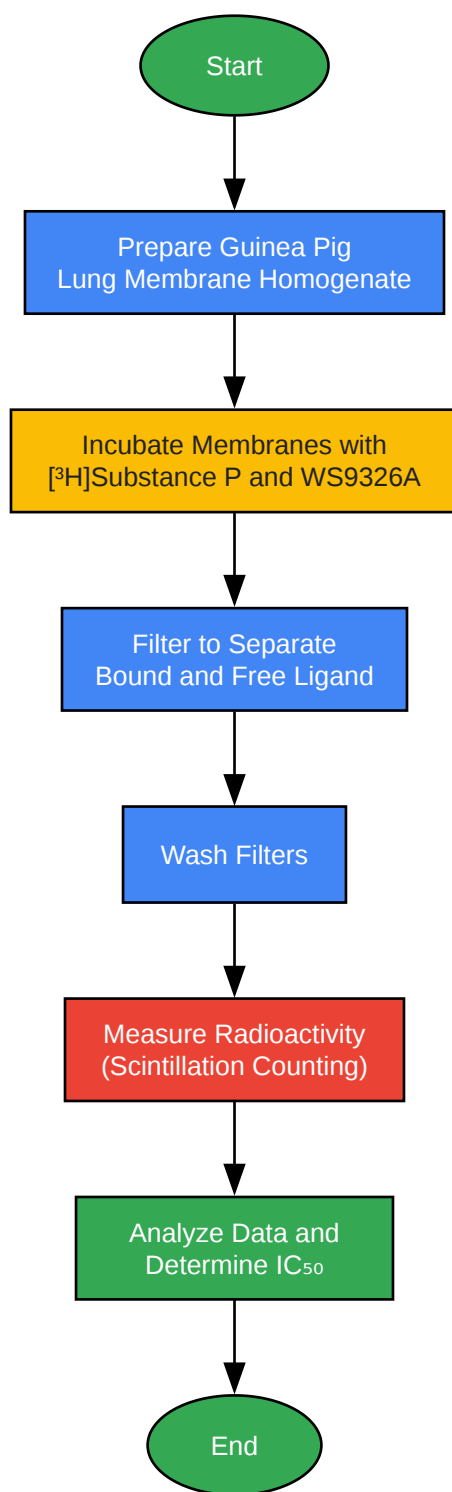 Start
Prepare Guinea Pig
Lung Membrane Homogenate
Incubate Membranes with
[³H]Substance P and WS9326A
Filter to Separate
Bound and Free Ligand
Wash Filters
Measure Radioactivity
(Scintillation Counting)
Analyze Data and
Determine IC₅₀
End